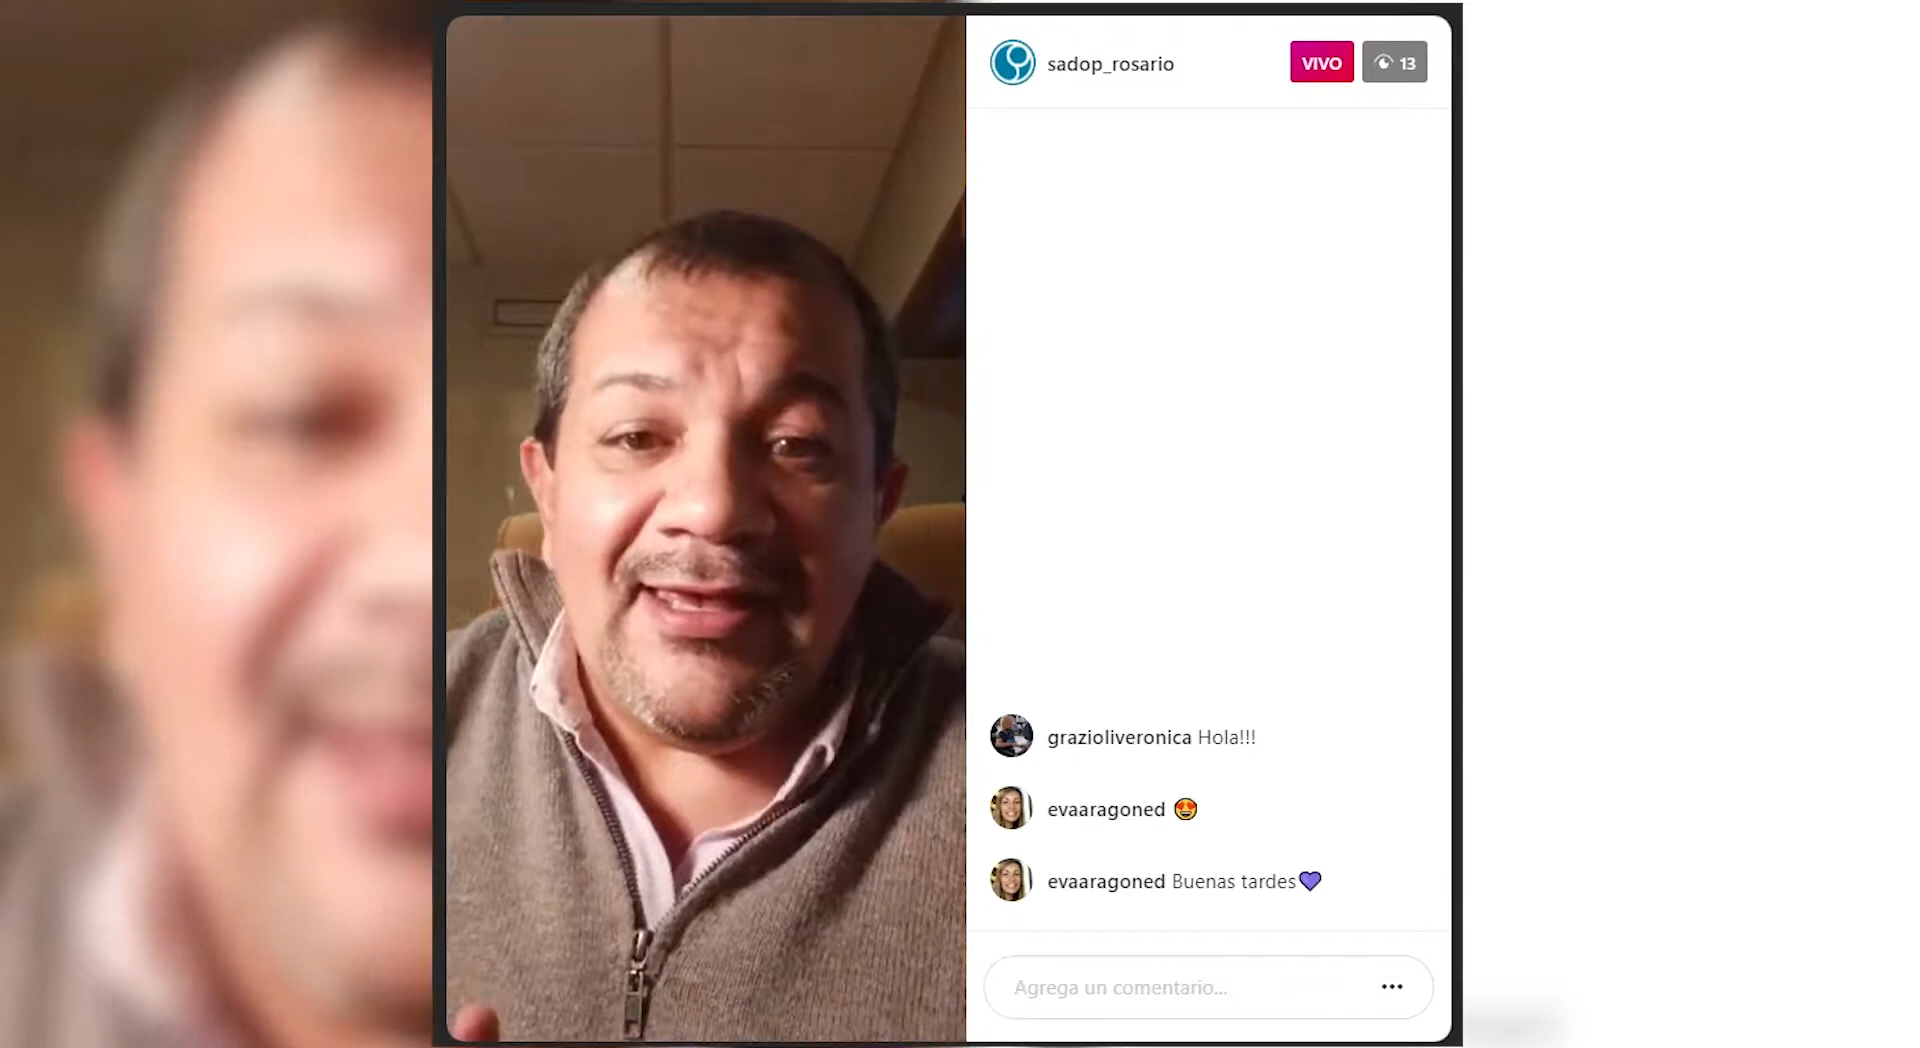 sadop_rosario
VIVO
13
grazioliveronica Hola!!!
evaaragoned 😍
evaaragoned Buenas tardes💜
Agrega un comentario...